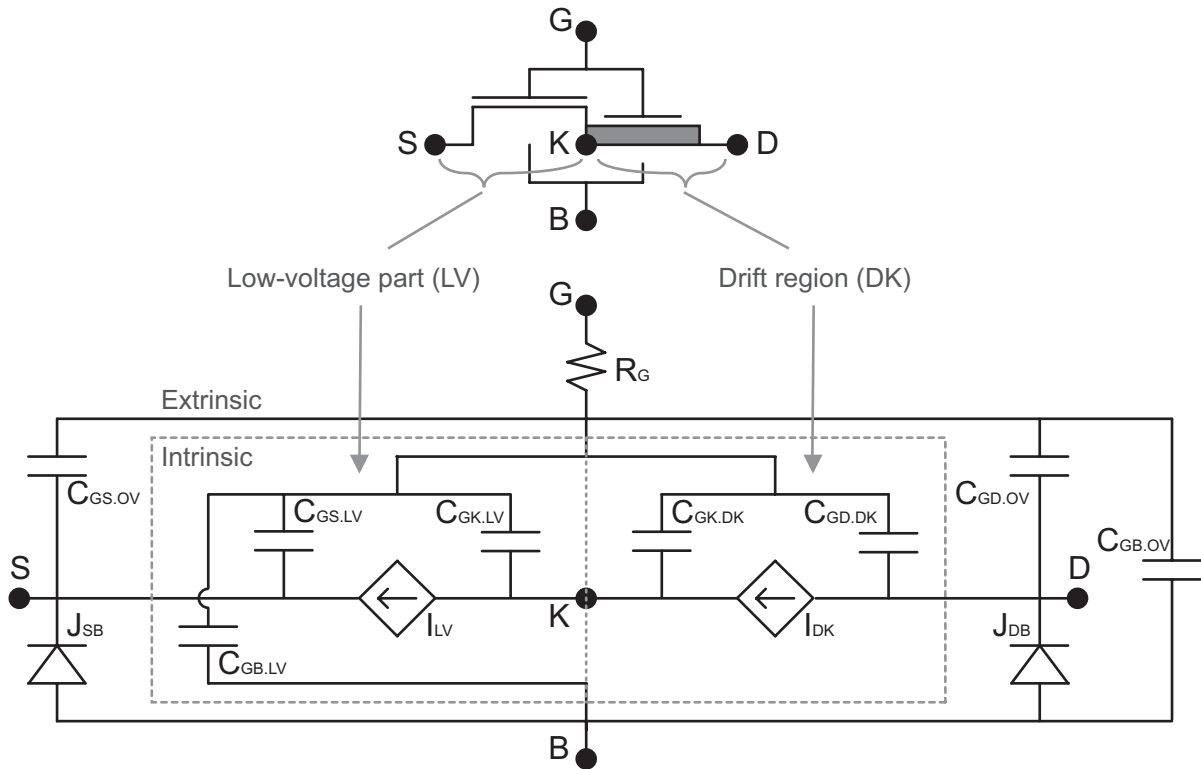 G
S
K
D
B
Low-voltage part (LV)
Drift region (DK)
G
RG
Extrinsic
Intrinsic
CGS.OV
CGS.LV
CGK.LV
CGK.DK
CGD.DK
CGD.OV
CGB.OV
S
D
K
JSB
ILV
IDK
JDB
CGB.LV
B